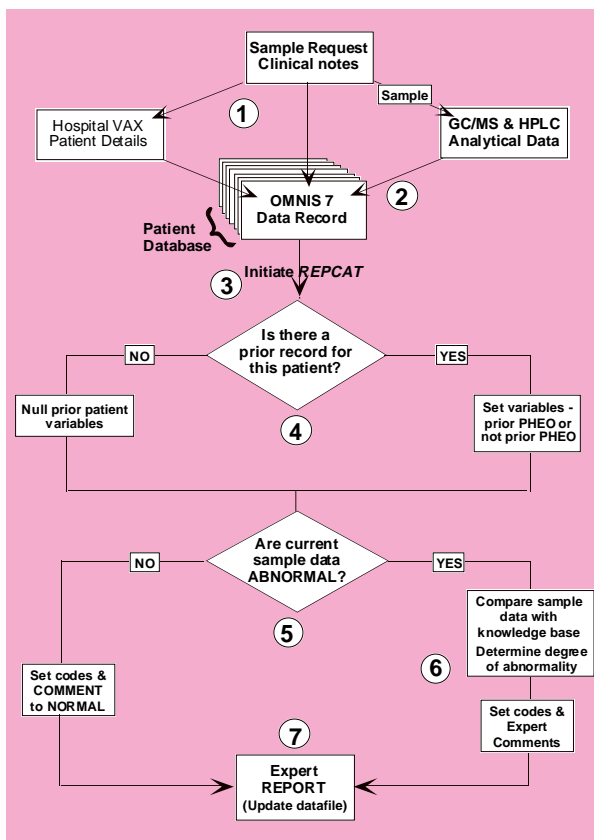 Sample Request
Clinical notes
Sample
1
Hospital VAX
Patient Details
GC/MS & HPLC
Analytical Data
2
OMNIS 7
Data Record
Patient
Database
3
Initiate REPCAT
Is there a
prior record for
this patient?
NO
YES
Null prior patient
variables
Set variables -
prior PHEO or
not prior PHEO
4
Are current
sample data
ABNORMAL?
NO
YES
5
Compare sample
data with
knowledge base
Determine degree
of abnormality
6
Set codes &
COMMENT
to NORMAL
Set codes &
Expert
Comments
7
Expert
REPORT
(Update datafile)